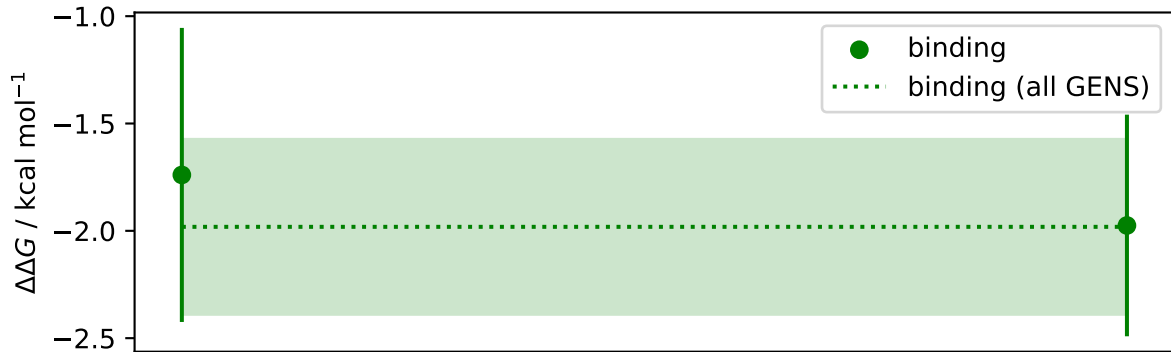 −1.0
−1.5
−2.0
−2.5
ΔΔG / kcal mol⁻¹
binding
binding (all GENS)